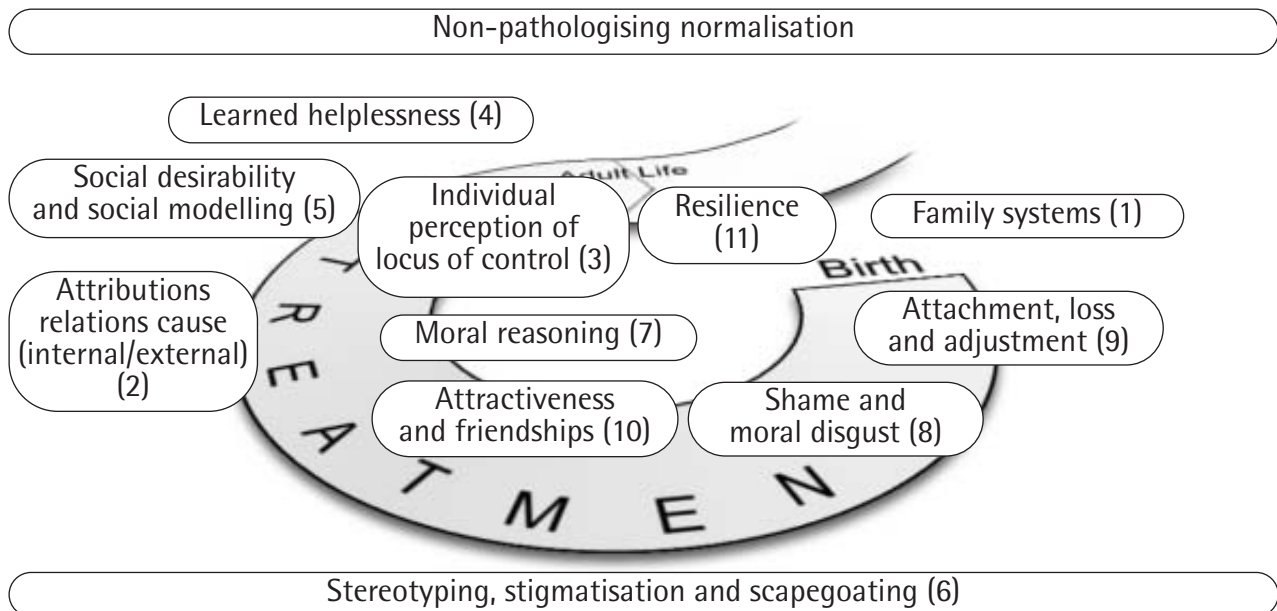 Non-pathologising normalisation
Learned helplessness (4)
Adult Life
Social desirability
and social modelling (5)
Individual
perception of
locus of control (3)
Resilience
(11)
Family systems (1)
Birth
Attributions
relations cause
(internal/external)
(2)
Moral reasoning (7)
Attachment, loss
and adjustment (9)
Attractiveness
and friendships (10)
Shame and
moral disgust (8)
T R E A T M E N
Stereotyping, stigmatisation and scapegoating (6)